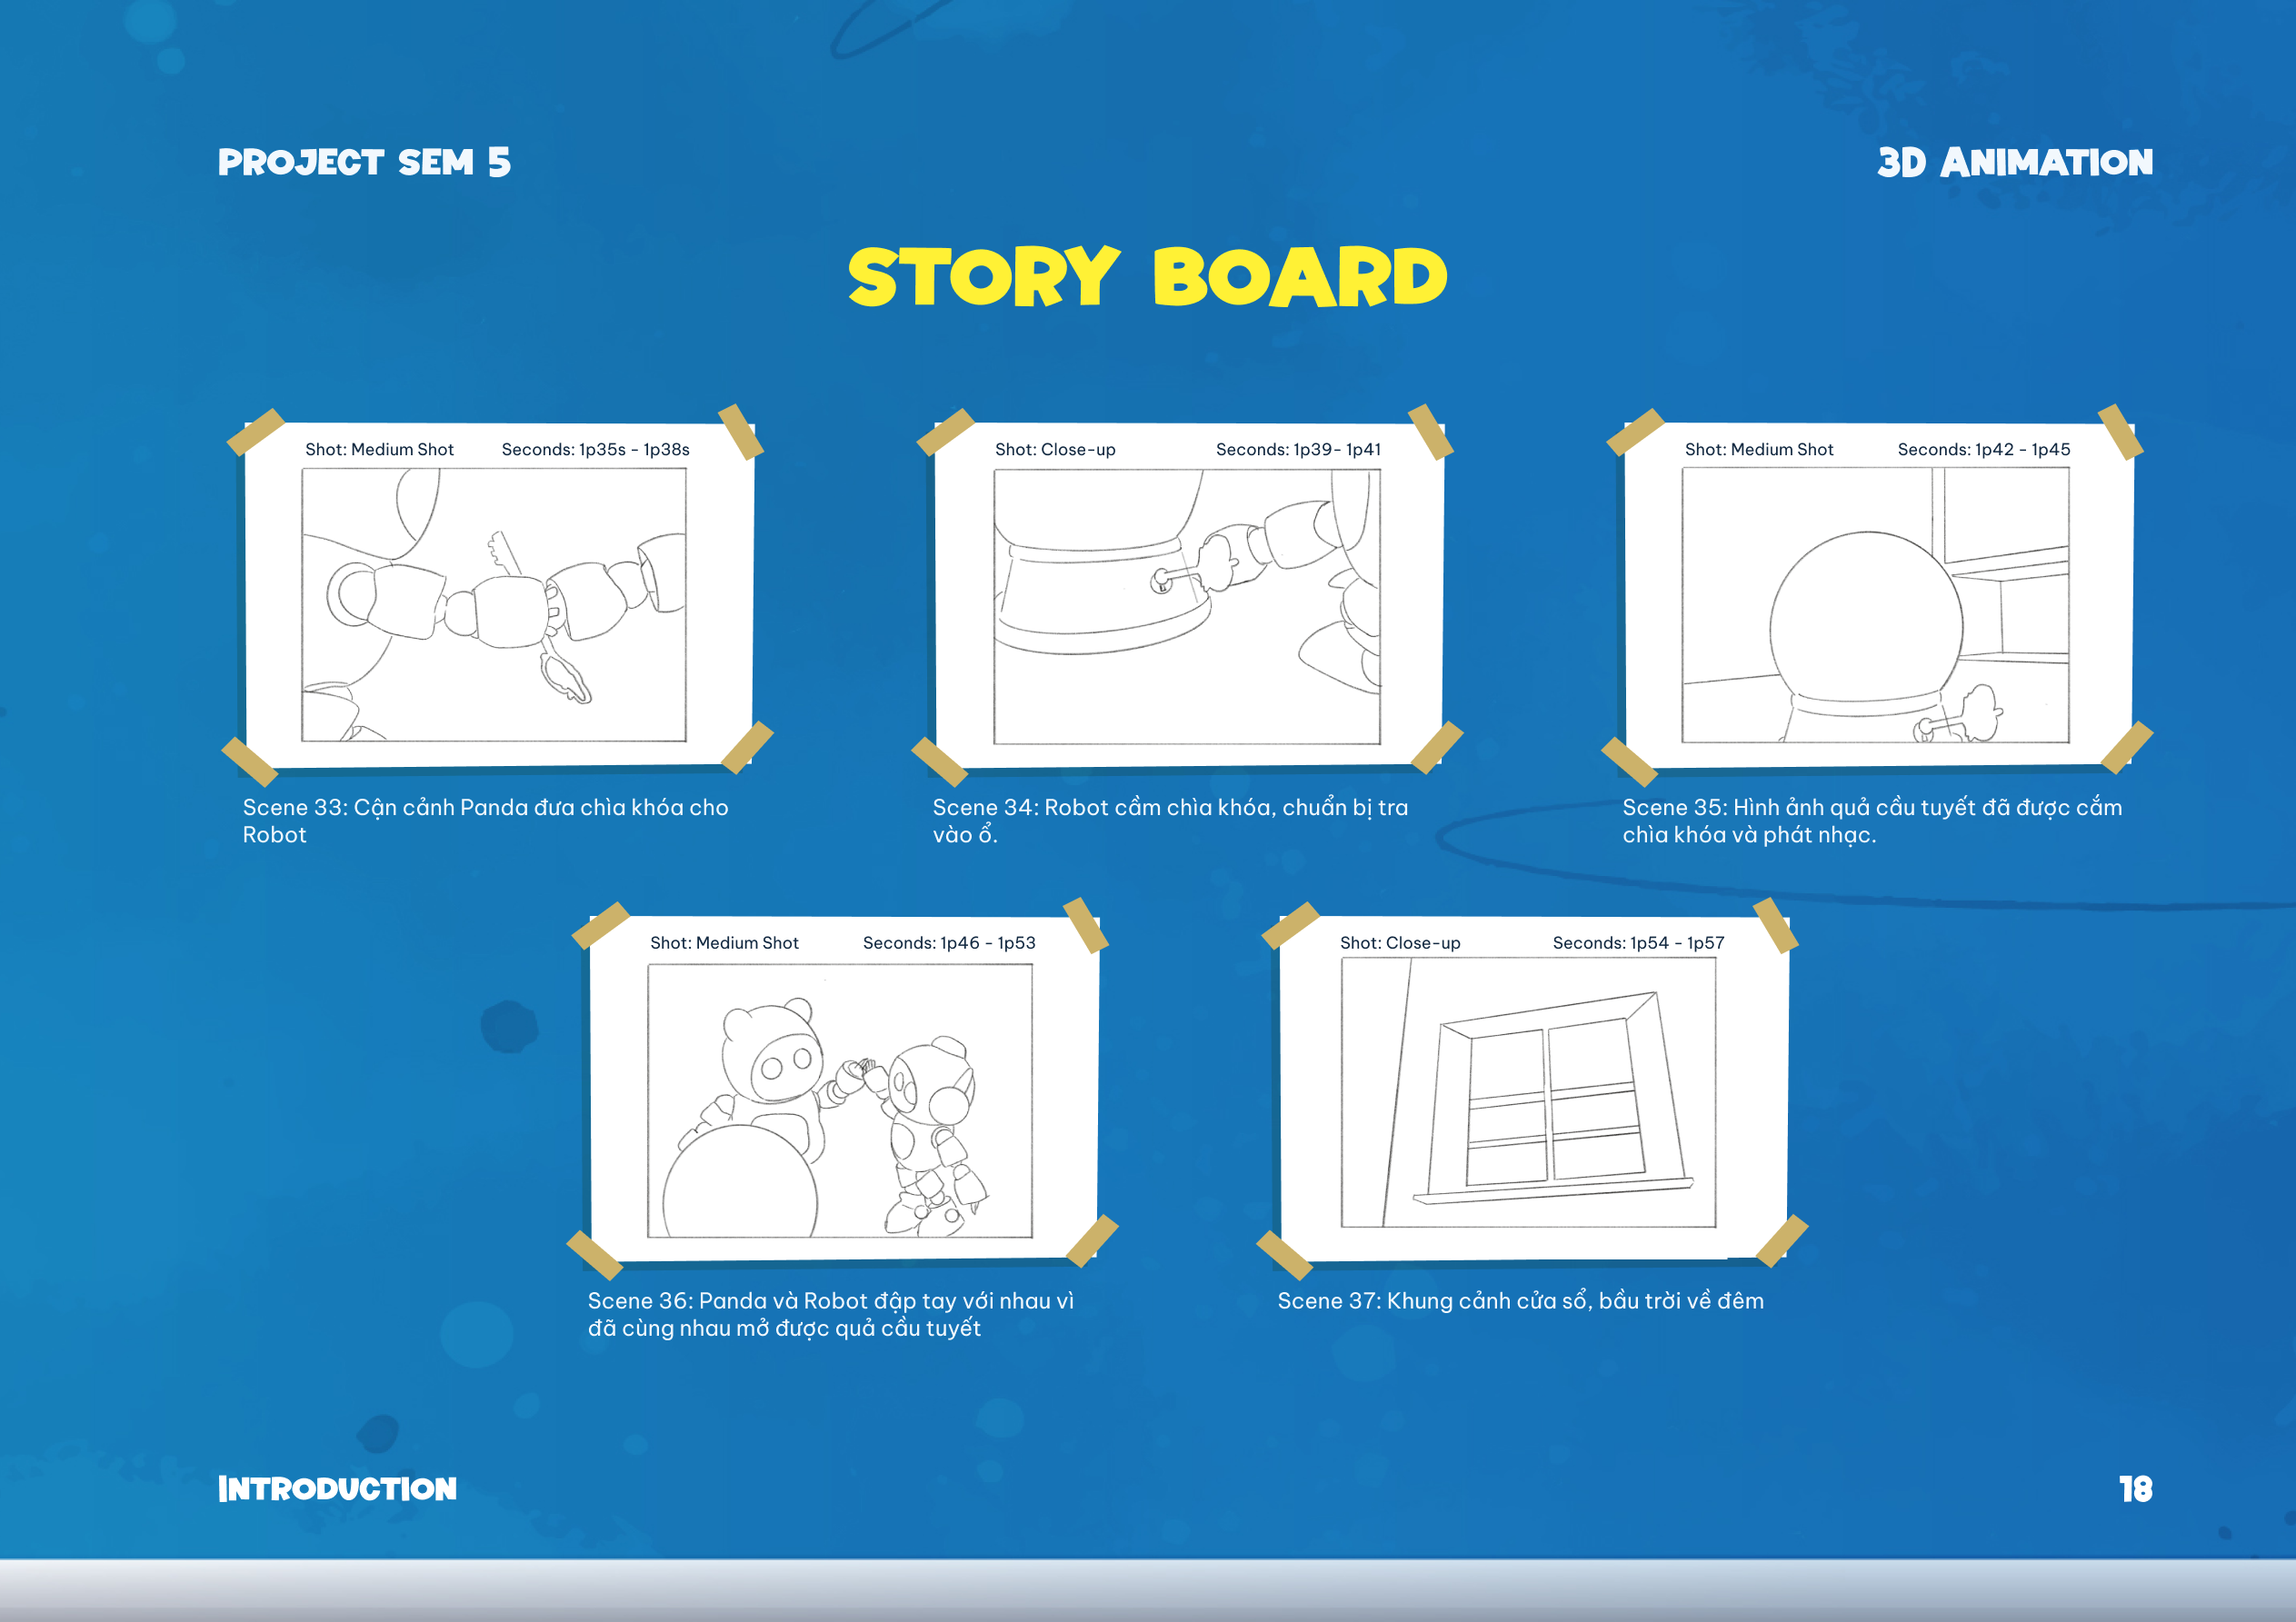 PROJECT SEM 5
3D ANIMATION
STORY BOARD
Shot: Medium Shot
Seconds: 1p35s - 1p38s
Scene 33: Cận cảnh Panda đưa chìa khóa cho
Robot
Shot: Close-up
Seconds: 1p39- 1p41
Scene 34: Robot cầm chìa khóa, chuẩn bị tra
vào ổ.
Shot: Medium Shot
Seconds: 1p42 - 1p45
Scene 35: Hình ảnh quả cầu tuyết đã được cắm
chìa khóa và phát nhạc.
Shot: Medium Shot
Seconds: 1p46 - 1p53
Scene 36: Panda và Robot đập tay với nhau vì
đã cùng nhau mở được quả cầu tuyết
Shot: Close-up
Seconds: 1p54 - 1p57
Scene 37: Khung cảnh cửa sổ, bầu trời về đêm
INTRODUCTION
18